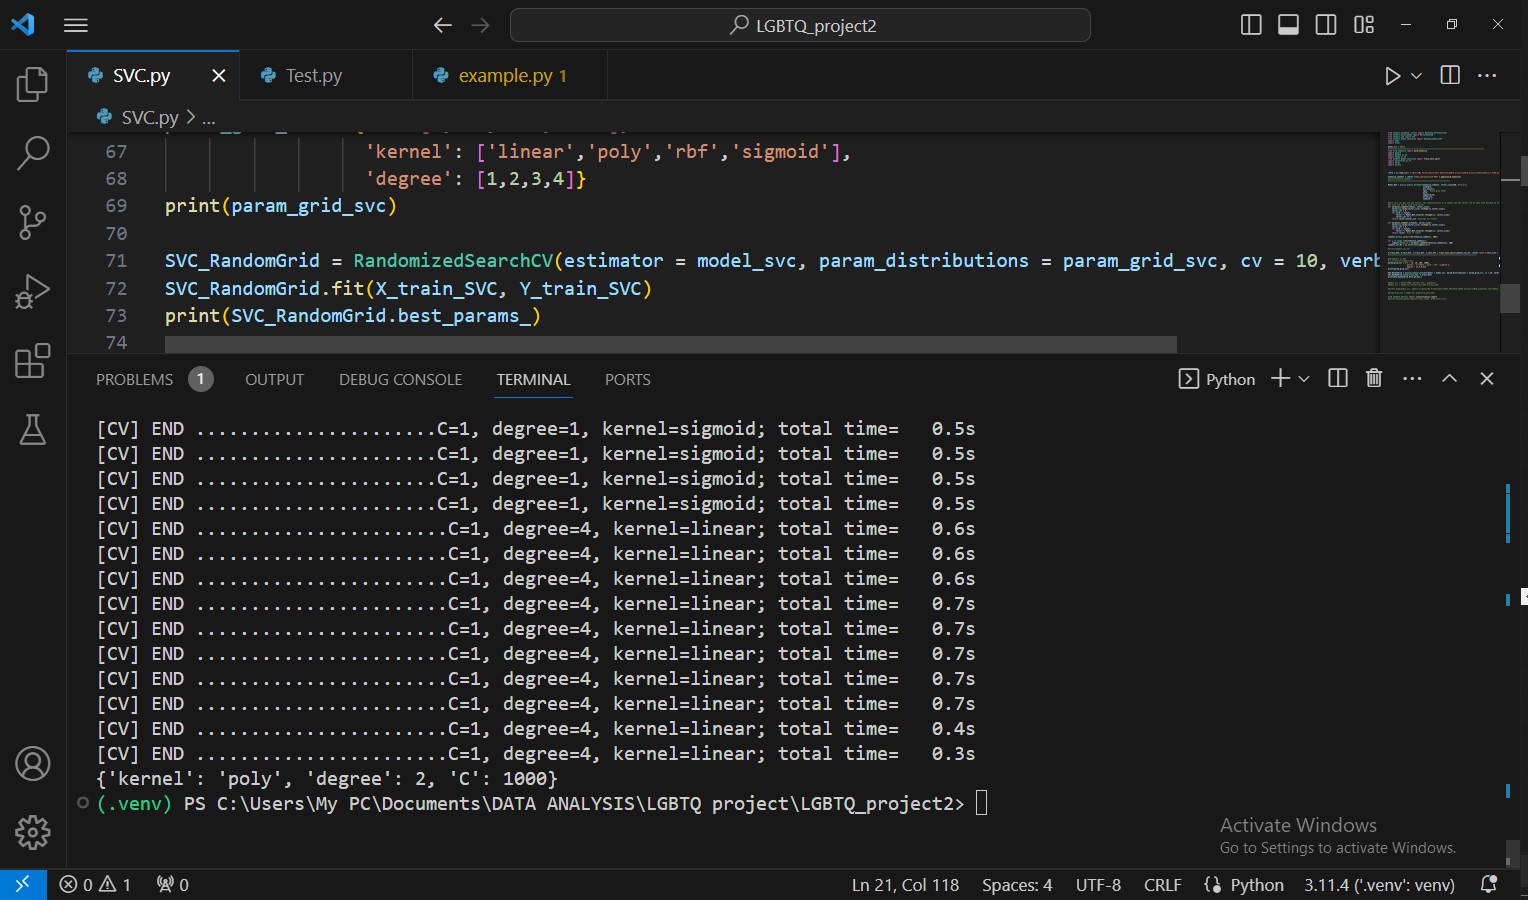 LGBTQ_project2
SVC.py
Test.py
example.py 1
SVC.py > ...
67 'kernel': ['linear','poly','rbf','sigmoid'],
68 'degree': [1,2,3,4]}
69 print(param_grid_svc)
70
71 SVC_RandomGrid = RandomizedSearchCV(estimator = model_svc, param_distributions = param_grid_svc, cv = 10, verb
72 SVC_RandomGrid.fit(X_train_SVC, Y_train_SVC)
73 print(SVC_RandomGrid.best_params_)
74
PROBLEMS 1 OUTPUT DEBUG CONSOLE TERMINAL PORTS
Python
[CV] END ......................C=1, degree=1, kernel=sigmoid; total time=   0.5s
[CV] END ......................C=1, degree=1, kernel=sigmoid; total time=   0.5s
[CV] END ......................C=1, degree=1, kernel=sigmoid; total time=   0.5s
[CV] END ......................C=1, degree=1, kernel=sigmoid; total time=   0.5s
[CV] END .......................C=1, degree=4, kernel=linear; total time=   0.6s
[CV] END .......................C=1, degree=4, kernel=linear; total time=   0.6s
[CV] END .......................C=1, degree=4, kernel=linear; total time=   0.6s
[CV] END .......................C=1, degree=4, kernel=linear; total time=   0.7s
[CV] END .......................C=1, degree=4, kernel=linear; total time=   0.7s
[CV] END .......................C=1, degree=4, kernel=linear; total time=   0.7s
[CV] END .......................C=1, degree=4, kernel=linear; total time=   0.7s
[CV] END .......................C=1, degree=4, kernel=linear; total time=   0.7s
[CV] END .......................C=1, degree=4, kernel=linear; total time=   0.4s
[CV] END .......................C=1, degree=4, kernel=linear; total time=   0.3s
{'kernel': 'poly', 'degree': 2, 'C': 1000}
(.venv) PS C:\Users\My PC\Documents\DATA ANALYSIS\LGBTQ project\LGBTQ_project2>
Activate Windows
Go to Settings to activate Windows.
0 1 0 Ln 21, Col 118 Spaces: 4 UTF-8 CRLF {} Python 3.11.4 ('.venv': venv)